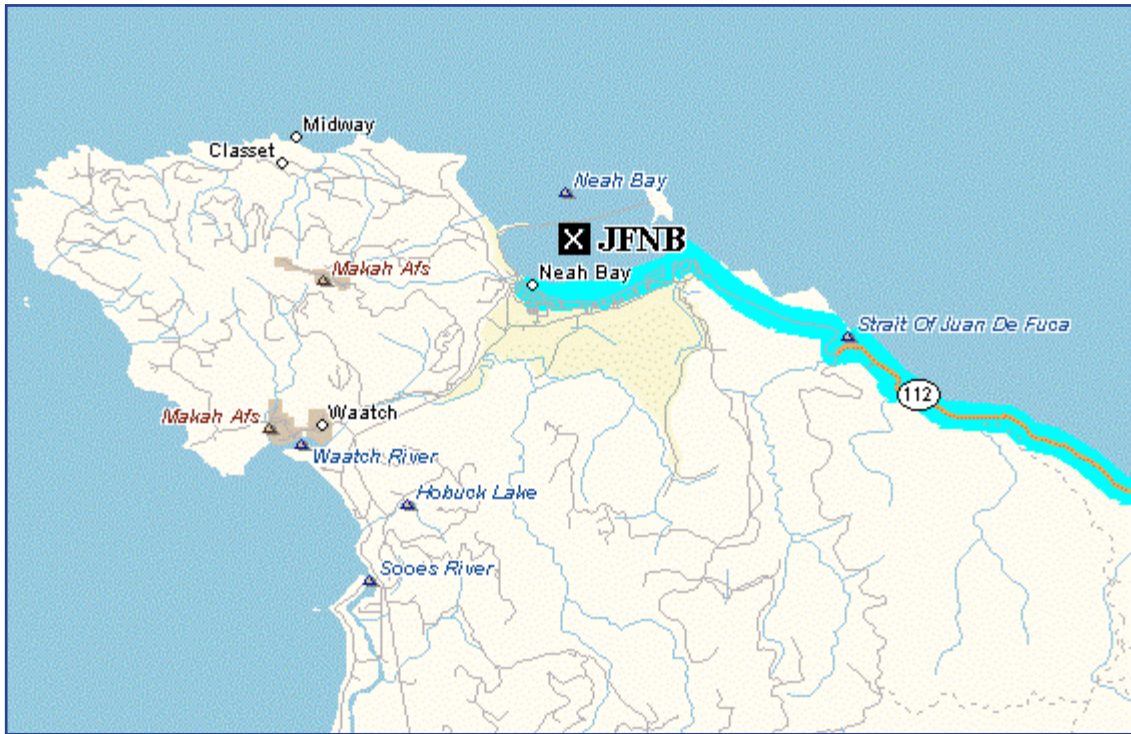 Midway
Classet
Neah Bay
JFNB
Makah Afs
Neah Bay
Strait Of Juan De Fuca
112
Makah Afs
Waatch
Waatch River
Hobuck Lake
Sooes River